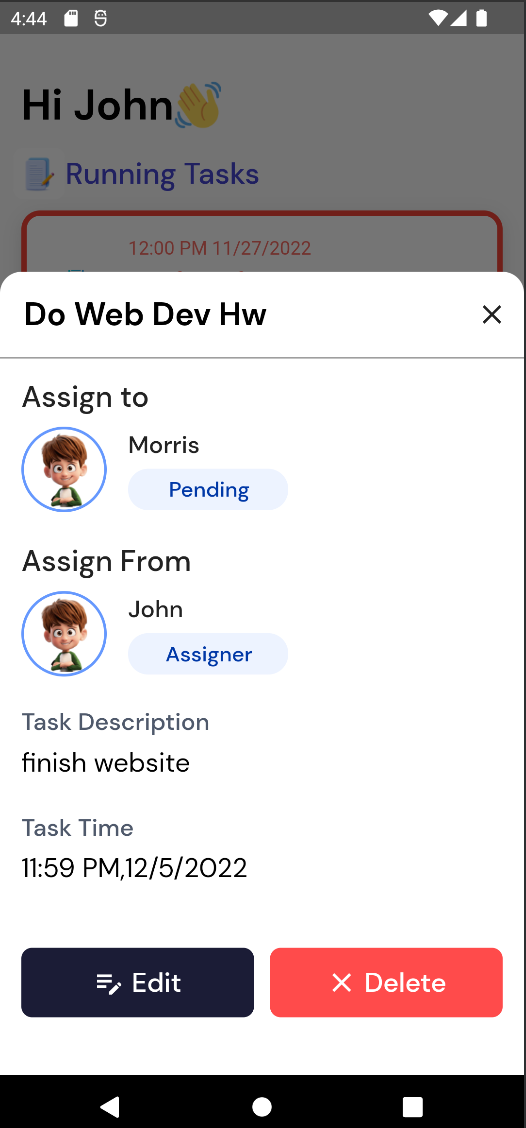 4:44
Hi John👋
Running Tasks
12:00 PM 11/27/2022
Do Web Dev Hw
Assign to
Morris
Pending
Assign From
John
Assigner
Task Description
finish website
Task Time
11:59 PM,12/5/2022
Edit
Delete